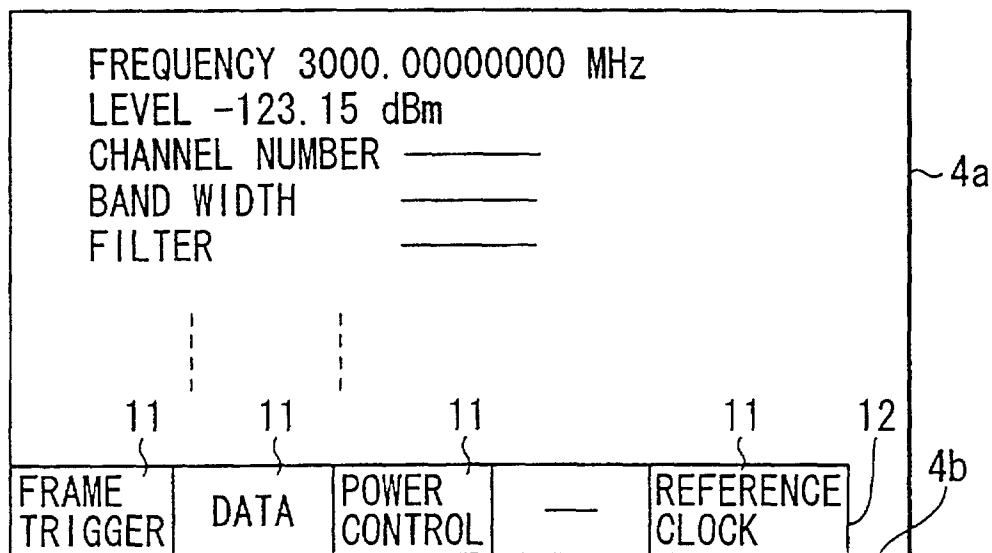 FREQUENCY 3000.00000000 MHz
LEVEL -123.15 dBm
CHANNEL NUMBER
BAND WIDTH
FILTER
4a
11 11 11 11 12
4b
FRAME TRIGGER
DATA
POWER CONTROL
REFERENCE CLOCK